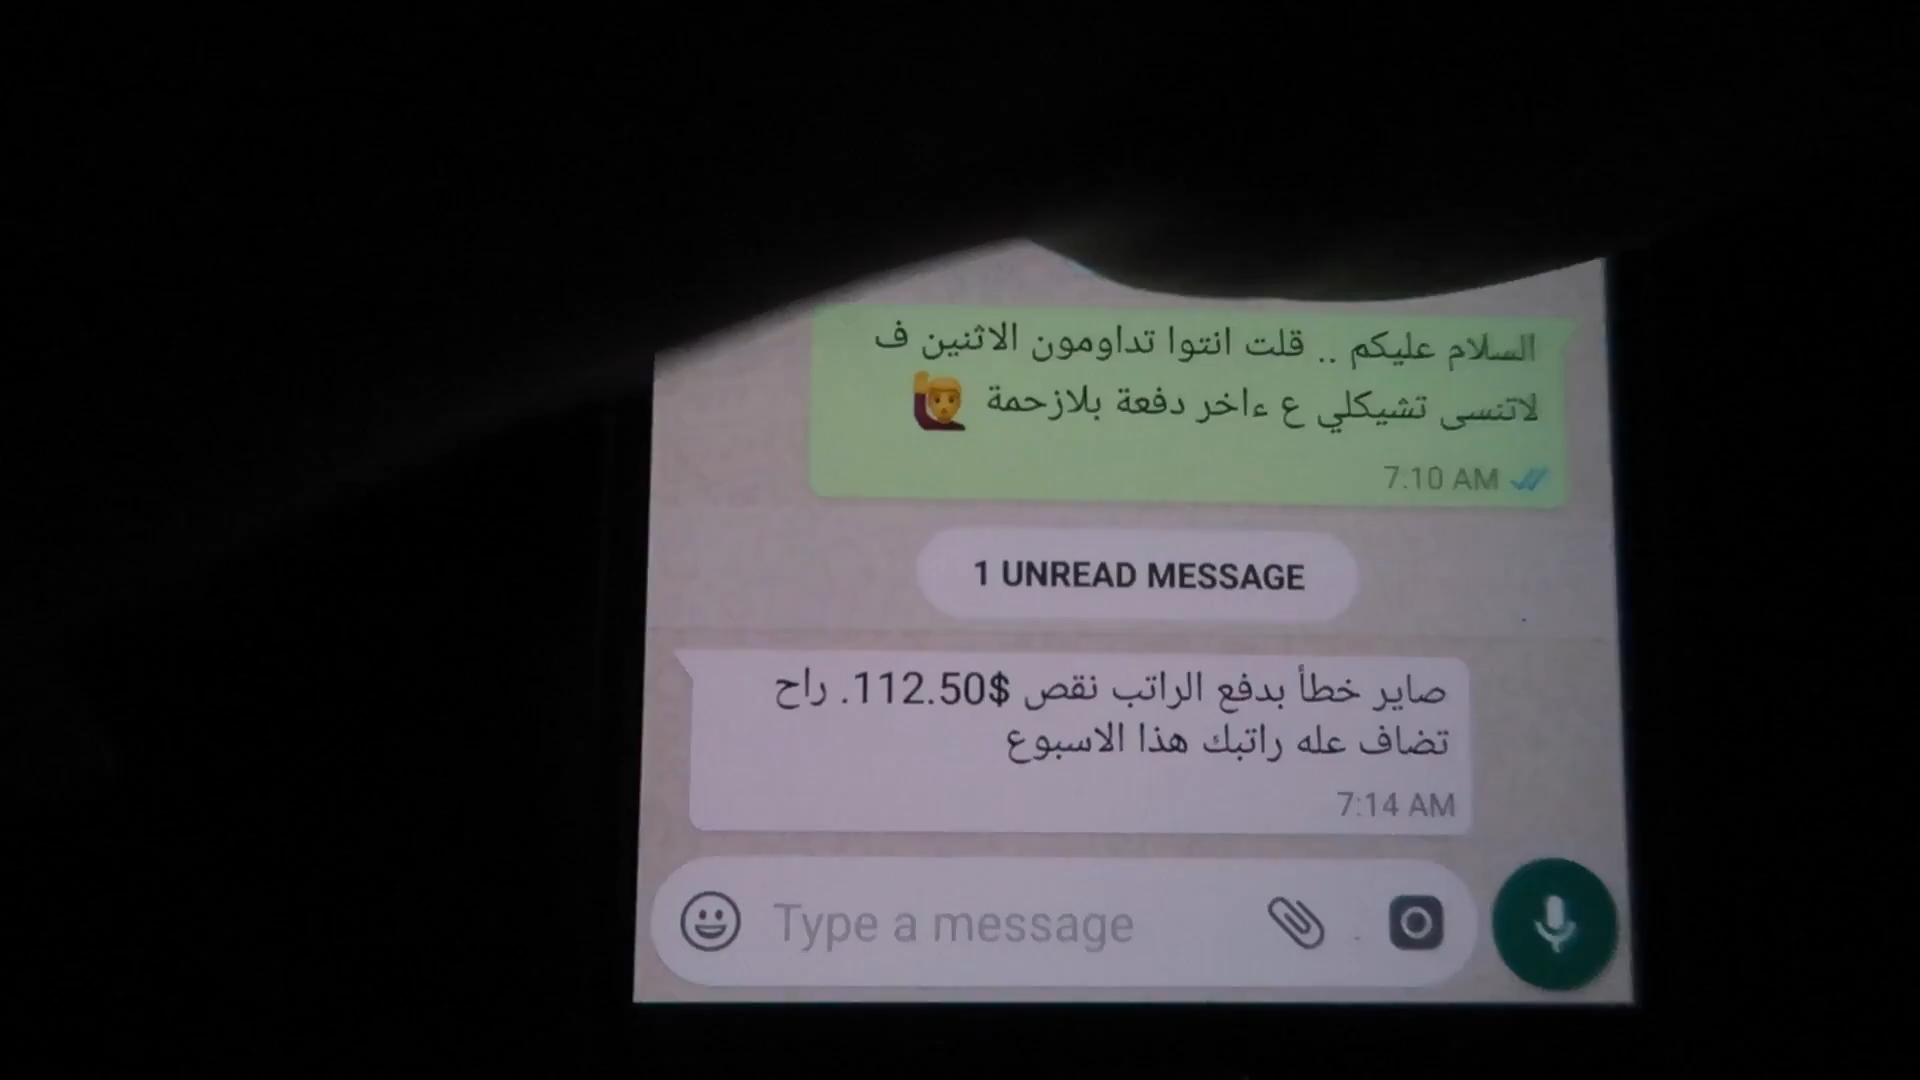 السلام عليكم .. قلت انتوا تداومون الاثنين ف
لاتنسى تشيكلي ع ءاخر دفعة بلازحمة 🙋‍♂️
7.10 AM
1 UNREAD MESSAGE
صاير خطأ بدفع الراتب نقص $112.50. راح
تضاف عله راتبك هذا الاسبوع
7:14 AM
Type a message